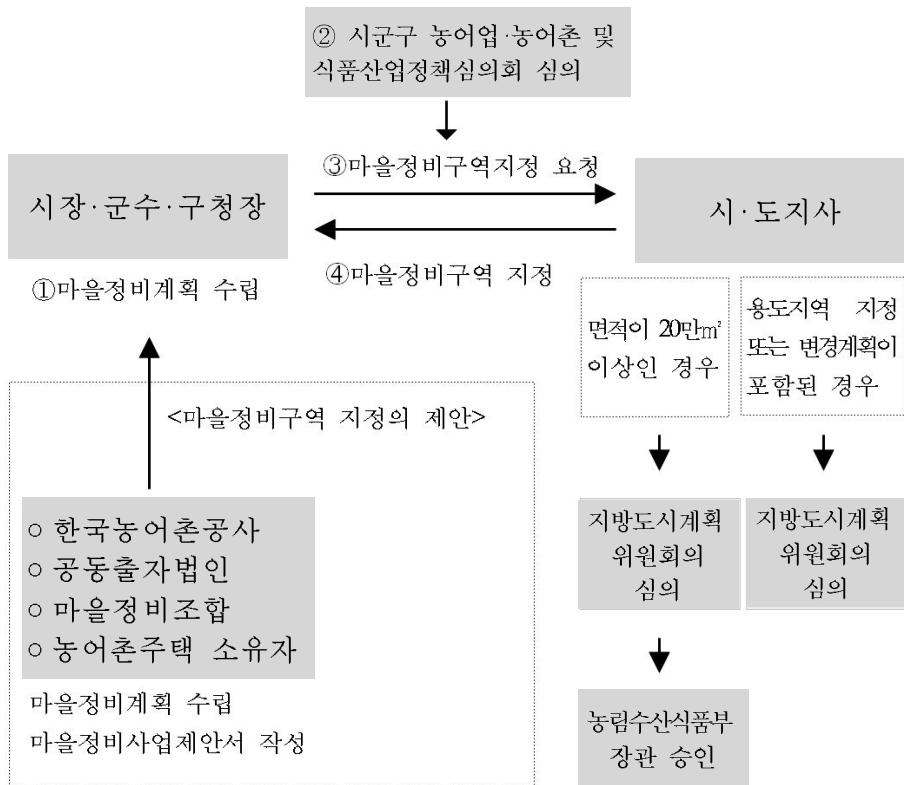 ② 시군구 농어업·농어촌 및
식품산업정책심의회 심의
③마을정비구역지정 요청
시장·군수·구청장
시·도지사
④마을정비구역 지정
①마을정비계획 수립
면적이 20만㎡
이상인 경우
용도지역 지정
또는 변경계획이
포함된 경우
<마을정비구역 지정의 제안>
○ 한국농어촌공사
○ 공동출자법인
○ 마을정비조합
○ 농어촌주택 소유자
지방도시계획
위원회의
심의
지방도시계획
위원회의
심의
마을정비계획 수립
마을정비사업제안서 작성
농림수산식품부
장관 승인